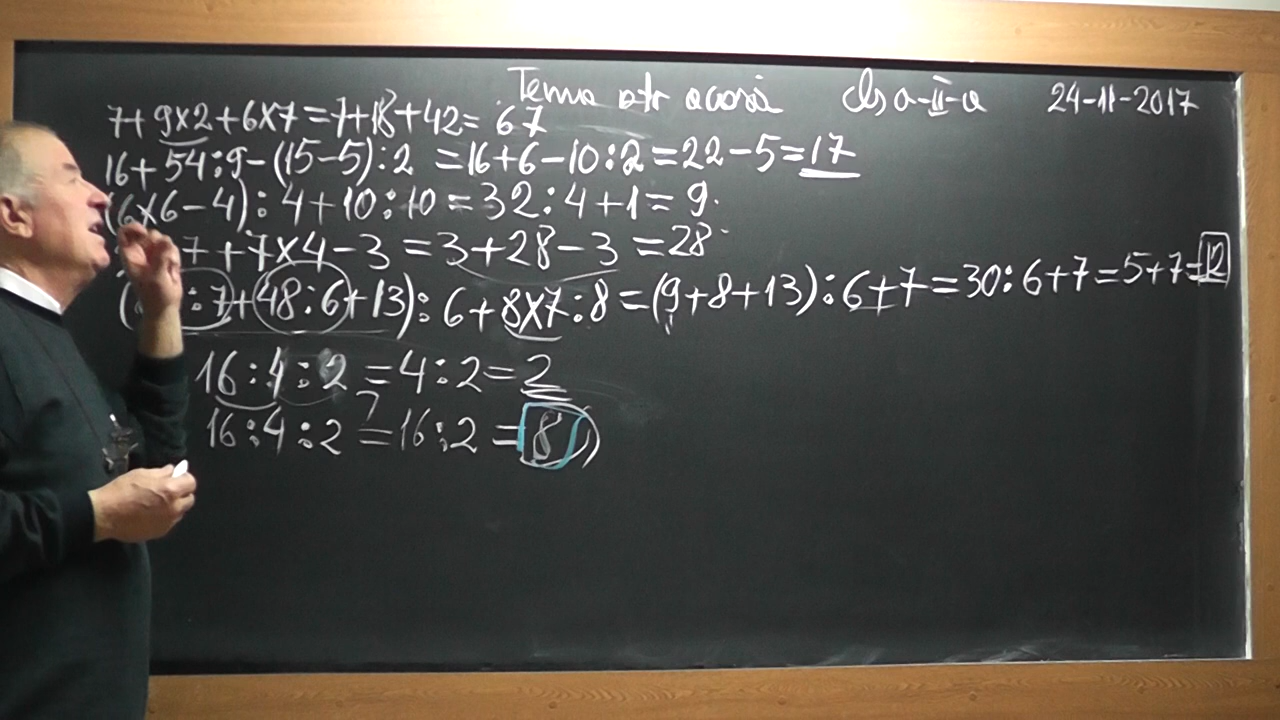 Tema ptr acasă cls a-II-a 24-11-2017
7+9x2+6x7=7+18+42=67
16+54:9-(15-5):2=16+6-10:2=22-5=17
(6x6-4):4+10:10=32:4+1=9.
7+7x4-3=3+28-3=28
:7+48:6+13):6+8x7:8=(9+8+13):6+7=30:6+7=5+7=12
16:4:2=4:2=2
16:4:2=16:2=8